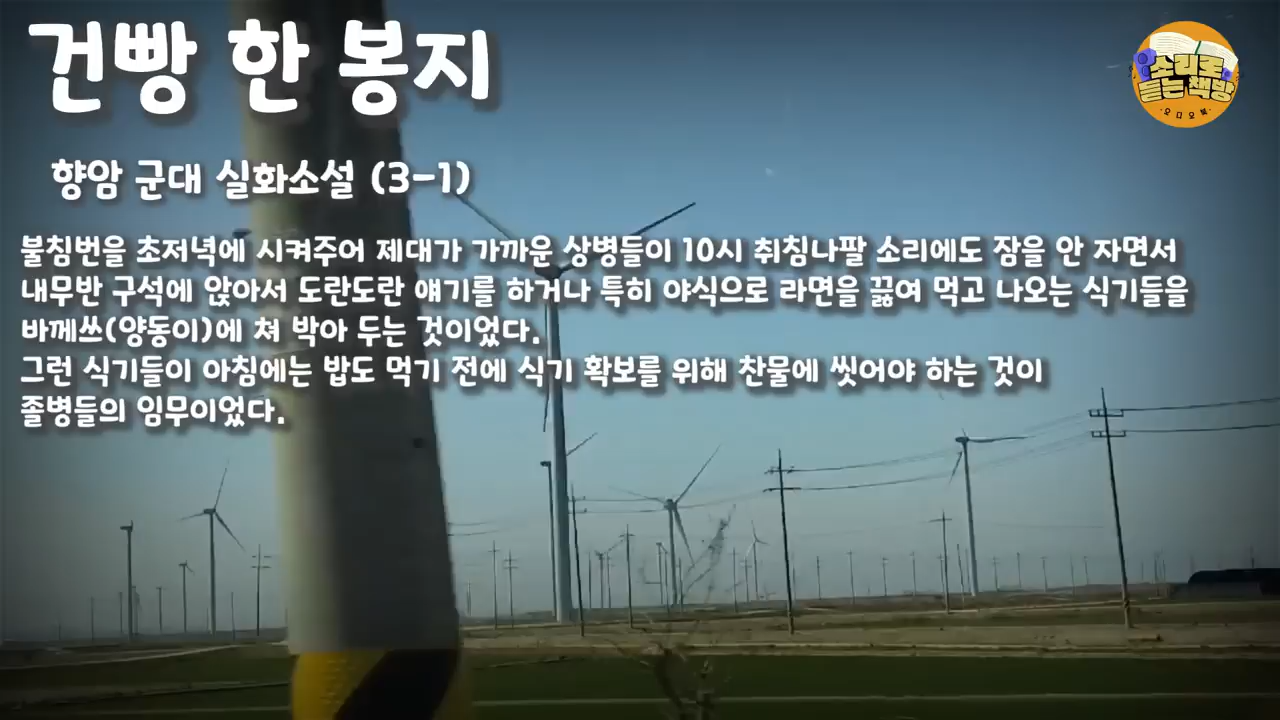 건빵 한 봉지
소리로
듣는 책방
·오디오북·
향암 군대 실화소설 (3-1)
불침번을 초저녁에 시켜주어 제대가 가까운 상병들이 10시 취침나팔 소리에도 잠을 안 자면서
내무반 구석에 앉아서 도란도란 얘기를 하거나 특히 야식으로 라면을 끓여 먹고 나오는 식기들을
바께쓰(양동이)에 쳐 박아 두는 것이었다.
그런 식기들이 아침에는 밥도 먹기 전에 식기 확보를 위해 찬물에 씻어야 하는 것이
졸병들의 임무이었다.